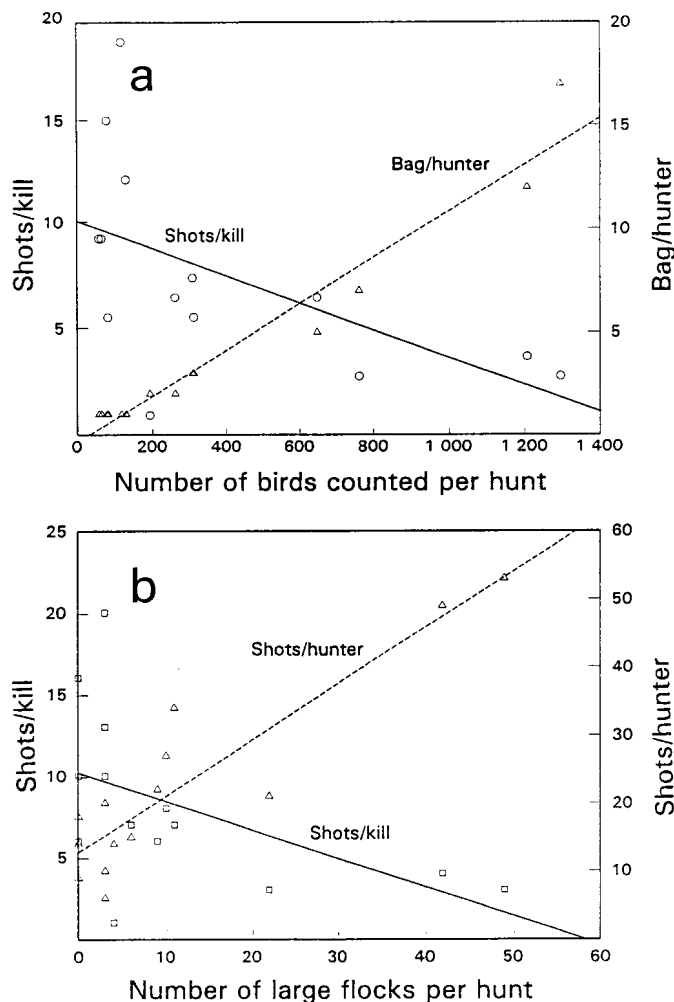 a
20
15
10
5
Shots/kill
20
15
10
5
Bag/hunter
Bag/hunter
Shots/kill
0 200 400 600 800 1 000 1 200 1 400
Number of birds counted per hunt
b
25
20
15
10
5
0
Shots/kill
60
50
40
30
20
10
Shots/hunter
Shots/hunter
Shots/kill
0 10 20 30 40 50 60
Number of large flocks per hunt